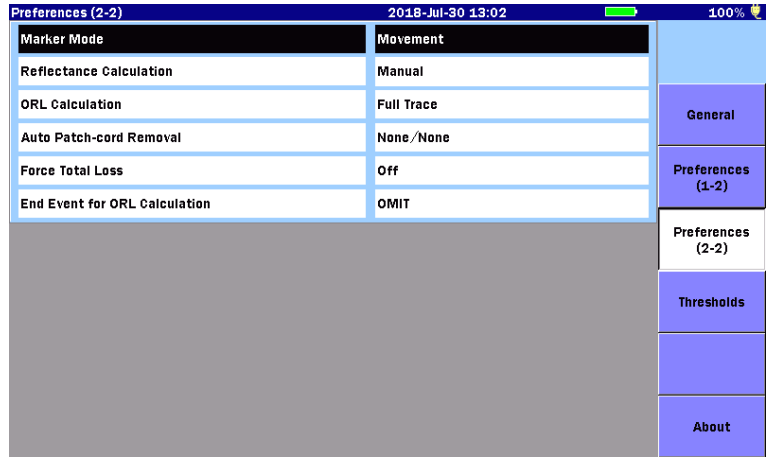 Preferences (2-2) 2018-Jul-30 13:02 100%
Marker Mode Movement
Reflectance Calculation Manual
ORL Calculation Full Trace
Auto Patch-cord Removal None/None
Force Total Loss Off
End Event for ORL Calculation OMIT
General
Preferences
(1-2)
Preferences
(2-2)
Thresholds
About